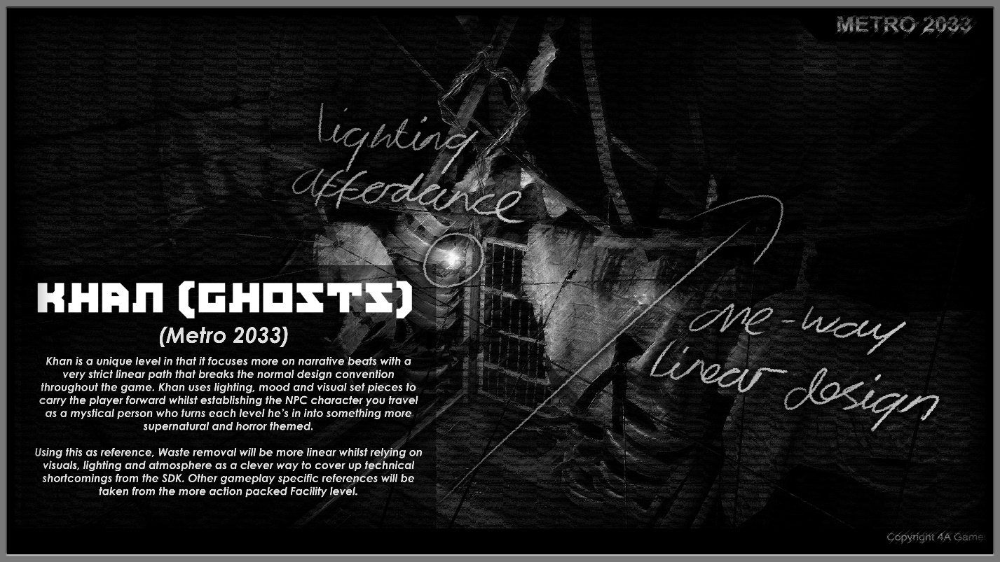 METRO 2033
lighting
affordance
one-way
linear design
KHAN (GHOSTS)
(Metro 2033)
Khan is a unique level in that it focuses more on narrative beats with a
very strict linear path that breaks the normal design convention
throughout the game. Khan uses lighting, mood and visual set pieces to
carry the player forward whilst establishing the NPC character you travel
as a mystical person who turns each level he's in into something more
supernatural and horror themed.
Using this as reference, Waste removal will be more linear whilst relying on
visuals, lighting and atmosphere as a clever way to cover up technical
shortcomings from the SDK. Other gameplay specific references will be
taken from the more action packed Facility level.
Copyright 4A Games